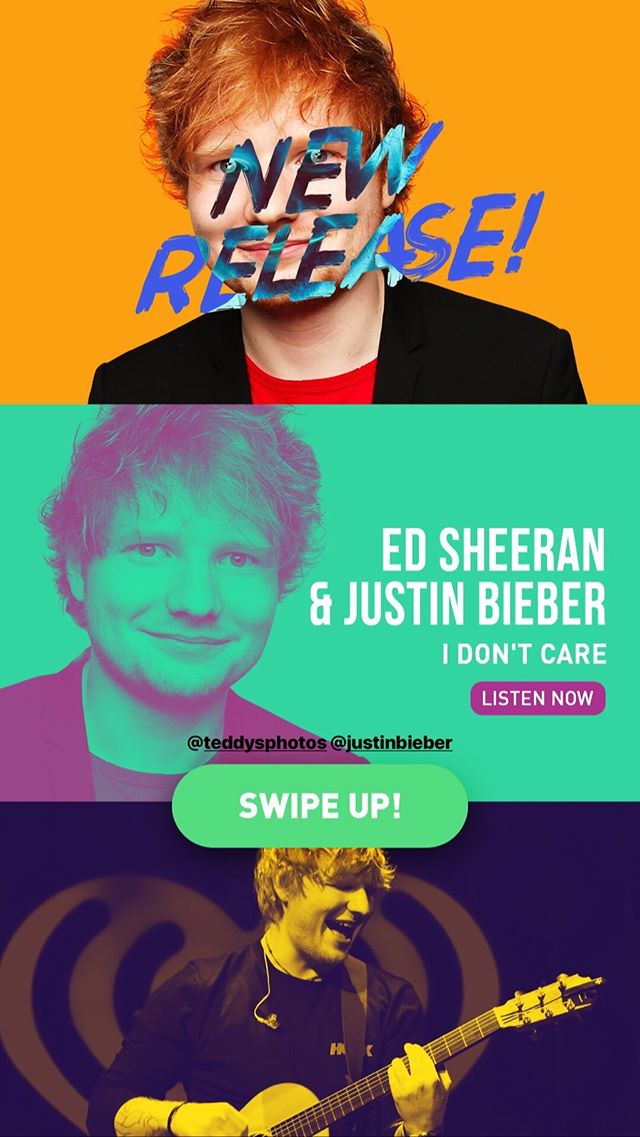 NEW
RELEASE!
ED SHEERAN
& JUSTIN BIEBER
I DON'T CARE
LISTEN NOW
@teddysphotos @justinbieber
SWIPE UP!